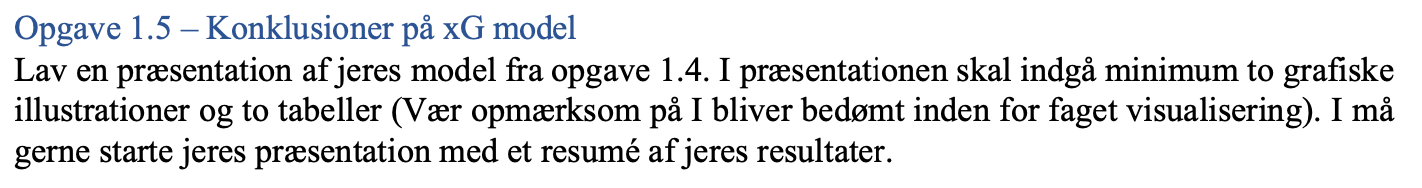 Opgave 1.5 – Konklusioner på xG model
Lav en præsentation af jeres model fra opgave 1.4. I præsentationen skal indgå minimum to grafiske
illustrationer og to tabeller (Vær opmærksom på I bliver bedømt inden for faget visualisering). I må
gerne starte jeres præsentation med et resumé af jeres resultater.